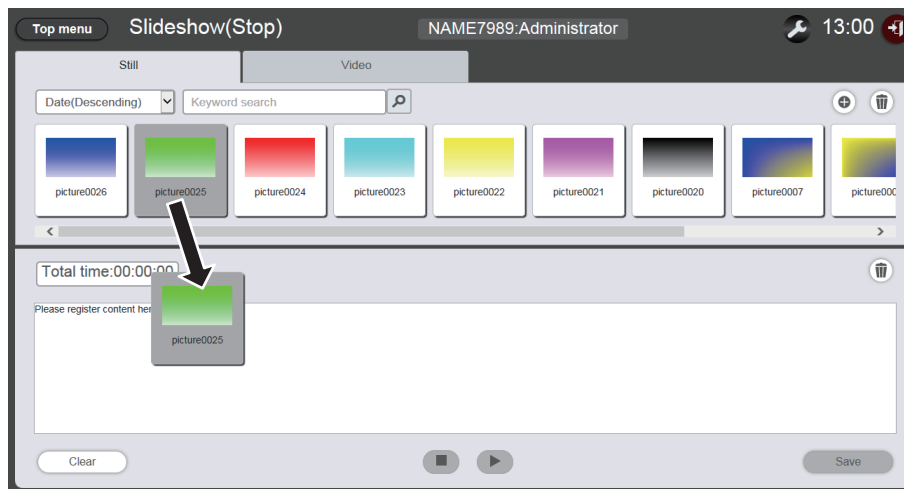 Top menu Slideshow(Stop) NAME7989:Administrator 13:00
Still Video
Date(Descending) Keyword search
picture0026 picture0025 picture0024 picture0023 picture0022 picture0021 picture0020 picture0007 picture000
Total time:00:00:00
Please register content her
picture0025
Clear Save